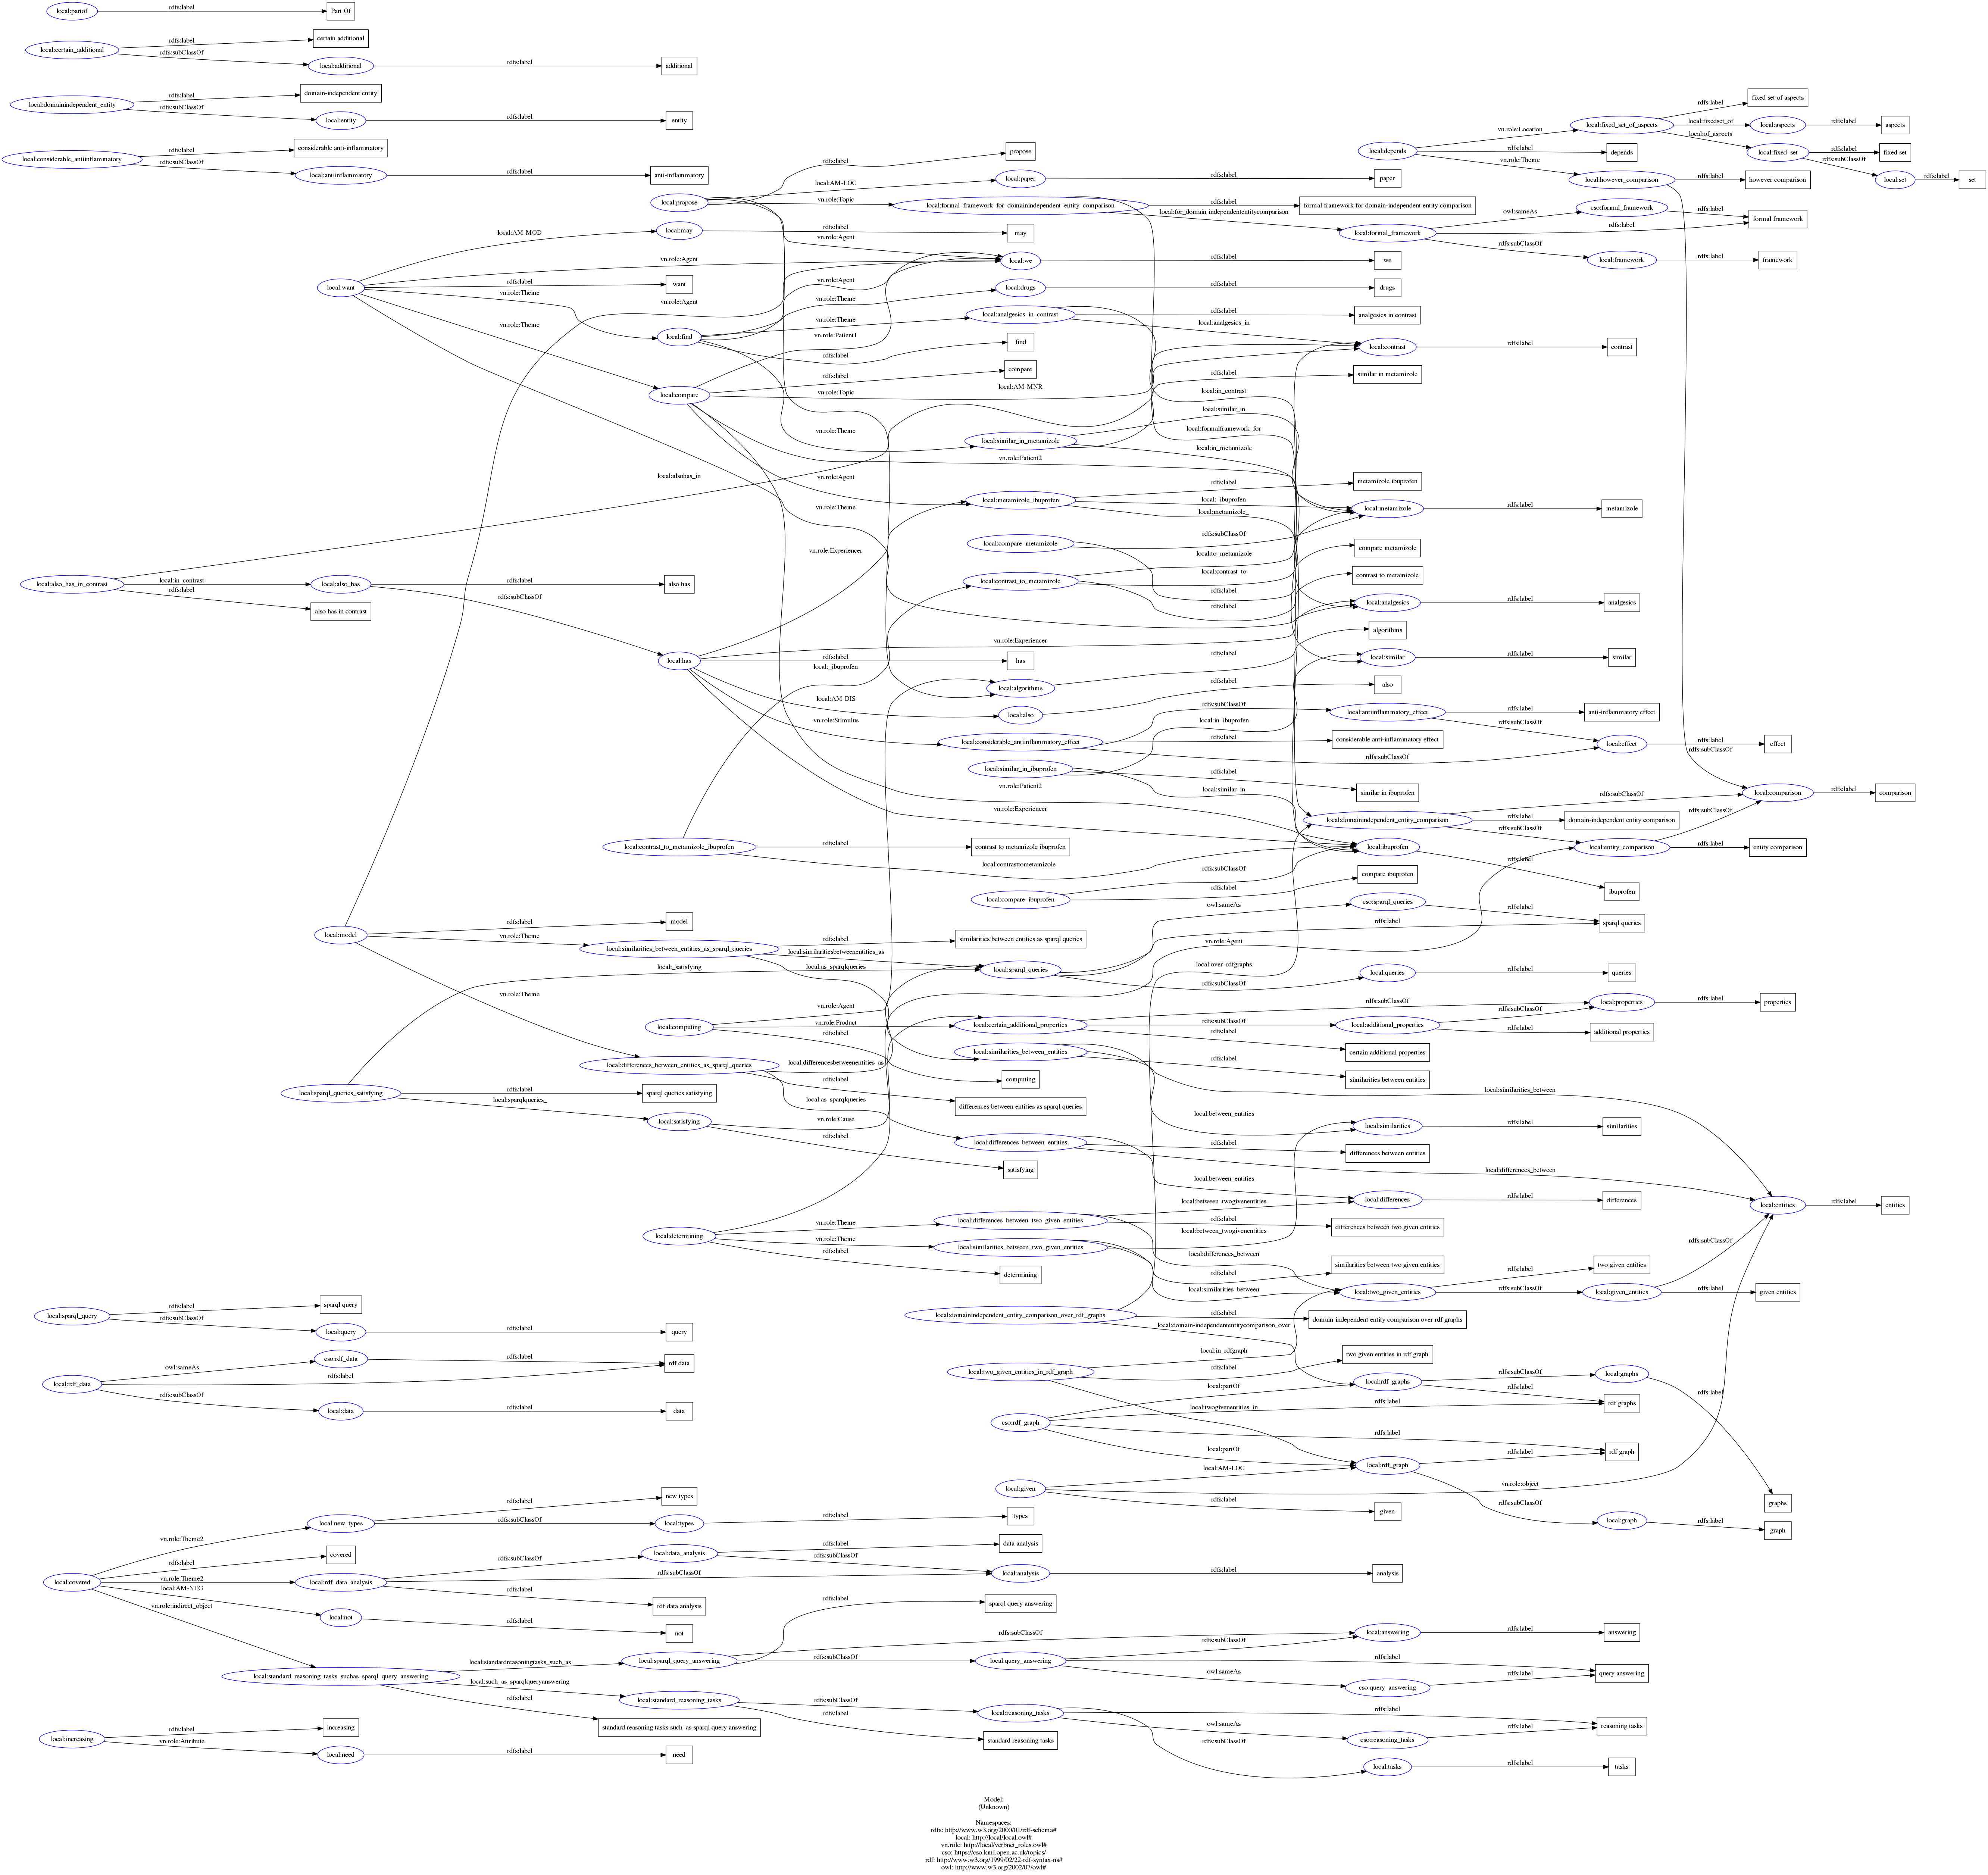 local:partof
rdfs:label
Part Of
local:certain_additional
rdfs:label
certain additional
rdfs:subClassOf
local:additional
rdfs:label
additional
local:domainindependent_entity
rdfs:label
domain-independent entity
rdfs:subClassOf
local:entity
rdfs:label
entity
local:considerable_antiinflammatory
rdfs:label
considerable anti-inflammatory
rdfs:subClassOf
local:antiinflammatory
rdfs:label
anti-inflammatory
local:depends
vn.role:Location
local:fixed_set_of_aspects
rdfs:label
fixed set of aspects
local:fixedset_of
local:aspects
rdfs:label
aspects
local:of_aspects
local:fixed_set
rdfs:label
fixed set
rdfs:subClassOf
local:set
rdfs:label
set
rdfs:label
depends
vn.role:Theme
local:however_comparison
rdfs:label
however comparison
rdfs:subClassOf
local:propose
rdfs:label
propose
local:AM-LOC
local:paper
rdfs:label
paper
vn.role:Topic
local:formal_framework_for_domainindependent_entity_comparison
rdfs:label
formal framework for domain-independent entity comparison
local:for_domain-independententitycomparison
local:formal_framework
owl:sameAs
cso:formal_framework
rdfs:label
formal framework
rdfs:label
rdfs:subClassOf
local:framework
rdfs:label
framework
vn.role:Agent
local:we
rdfs:label
we
local:want
local:AM-MOD
local:may
rdfs:label
may
vn.role:Agent
rdfs:label
want
vn.role:Theme
vn.role:Agent
vn.role:Theme
local:find
vn.role:Agent
vn.role:Theme
local:drugs
rdfs:label
drugs
vn.role:Theme
local:analgesics_in_contrast
rdfs:label
analgesics in contrast
local:analgesics_in
local:contrast
rdfs:label
contrast
vn.role:Patient1
rdfs:label
find
local:compare
rdfs:label
compare
local:AM-MNR
vn.role:Topic
rdfs:label
similar in metamizole
local:in_contrast
local:similar_in
local:formalframework_for
vn.role:Theme
local:similar_in_metamizole
local:in_metamizole
vn.role:Patient2
local:alsohas_in
vn.role:Agent
vn.role:Theme
local:metamizole_ibuprofen
rdfs:label
metamizole ibuprofen
local:_ibuprofen
local:metamizole_
local:metamizole
rdfs:label
metamizole
vn.role:Experiencer
local:compare_metamizole
rdfs:subClassOf
rdfs:label
compare metamizole
local:to_metamizole
local:contrast_to_metamizole
local:contrast_to
contrast to metamizole
rdfs:label
local:also_has_in_contrast
local:in_contrast
local:also_has
rdfs:label
also has
rdfs:label
also has in contrast
rdfs:subClassOf
local:analgesics
rdfs:label
analgesics
local:has
vn.role:Experiencer
rdfs:label
has
local:_ibuprofen
rdfs:label
algorithms
local:similar
rdfs:label
similar
local:algorithms
rdfs:label
also
local:AM-DIS
local:also
vn.role:Stimulus
local:considerable_antiinflammatory_effect
rdfs:subClassOf
local:antiinflammatory_effect
rdfs:label
anti-inflammatory effect
local:in_ibuprofen
rdfs:label
considerable anti-inflammatory effect
rdfs:subClassOf
rdfs:subClassOf
local:effect
rdfs:label
effect
local:similar_in_ibuprofen
rdfs:label
similar in ibuprofen
local:similar_in
vn.role:Patient2
vn.role:Experiencer
rdfs:subClassOf
local:comparison
rdfs:label
comparison
local:domainindependent_entity_comparison
rdfs:label
domain-independent entity comparison
rdfs:subClassOf
rdfs:subClassOf
local:entity_comparison
rdfs:label
entity comparison
local:contrast_to_metamizole_ibuprofen
rdfs:label
contrast to metamizole ibuprofen
local:contrasttometamizole_
local:ibuprofen
rdfs:label
ibuprofen
rdfs:subClassOf
local:compare_ibuprofen
rdfs:label
compare ibuprofen
owl:sameAs
cso:sparql_queries
rdfs:label
sparql queries
rdfs:label
local:model
rdfs:label
model
vn.role:Theme
local:similarities_between_entities_as_sparql_queries
rdfs:label
similarities between entities as sparql queries
local:similaritiesbetweenentities_as
vn.role:Agent
local:_satisfying
local:as_sparqlqueries
local:sparql_queries
rdfs:subClassOf
local:over_rdfgraphs
local:queries
rdfs:label
queries
vn.role:Theme
vn.role:Agent
local:computing
vn.role:Product
rdfs:label
local:certain_additional_properties
rdfs:subClassOf
local:properties
rdfs:label
properties
rdfs:subClassOf
local:additional_properties
rdfs:subClassOf
rdfs:label
additional properties
rdfs:label
certain additional properties
local:similarities_between_entities
rdfs:label
similarities between entities
local:differencesbetweenentities_as
local:differences_between_entities_as_sparql_queries
rdfs:label
computing
differences between entities as sparql queries
local:sparql_queries_satisfying
rdfs:label
sparql queries satisfying
local:sparqlqueries_
local:satisfying
local:as_sparqlqueries
vn.role:Cause
rdfs:label
satisfying
local:similarities_between
local:between_entities
local:similarities
rdfs:label
similarities
local:differences_between_entities
rdfs:label
differences between entities
local:differences_between
local:between_entities
local:between_twogivenentities
local:differences
rdfs:label
differences
local:entities
rdfs:label
entities
local:determining
vn.role:Theme
local:differences_between_two_given_entities
rdfs:label
differences between two given entities
local:between_twogivenentities
vn.role:Theme
local:similarities_between_two_given_entities
rdfs:label
determining
local:differences_between
rdfs:label
similarities between two given entities
local:similarities_between
rdfs:subClassOf
local:two_given_entities
rdfs:label
two given entities
rdfs:subClassOf
local:given_entities
rdfs:label
given entities
local:domainindependent_entity_comparison_over_rdf_graphs
rdfs:label
domain-independent entity comparison over rdf graphs
local:domain-independententitycomparison_over
local:sparql_query
rdfs:label
sparql query
rdfs:subClassOf
local:query
rdfs:label
query
local:rdf_data
owl:sameAs
cso:rdf_data
rdfs:label
rdf data
rdfs:label
rdfs:subClassOf
local:data
rdfs:label
data
local:two_given_entities_in_rdf_graph
local:in_rdfgraph
rdfs:label
two given entities in rdf graph
local:partOf
local:rdf_graphs
rdfs:subClassOf
local:graphs
rdfs:label
rdf graphs
rdfs:label
cso:rdf_graph
local:twogivenentities_in
rdfs:label
rdfs:label
rdf graph
local:partOf
local:rdf_graph
rdfs:label
local:AM-LOC
local:given
vn.role:object
rdfs:label
given
rdfs:subClassOf
local:graph
rdfs:label
graph
graphs
local:covered
vn.role:Theme2
local:new_types
rdfs:label
new types
rdfs:subClassOf
local:types
rdfs:label
types
rdfs:label
covered
vn.role:Theme2
local:rdf_data_analysis
rdfs:subClassOf
local:data_analysis
rdfs:label
data analysis
rdfs:subClassOf
rdfs:subClassOf
local:analysis
rdfs:label
analysis
rdfs:label
rdf data analysis
local:AM-NEG
local:not
rdfs:label
not
vn.role:indirect_object
local:standard_reasoning_tasks_suchas_sparql_query_answering
local:standardreasoningtasks_such_as
local:sparql_query_answering
rdfs:label
sparql query answering
rdfs:subClassOf
local:answering
rdfs:label
answering
rdfs:subClassOf
local:query_answering
rdfs:subClassOf
rdfs:label
query answering
owl:sameAs
cso:query_answering
rdfs:label
local:such_as_sparqlqueryanswering
local:standard_reasoning_tasks
rdfs:subClassOf
local:reasoning_tasks
rdfs:label
reasoning tasks
owl:sameAs
cso:reasoning_tasks
rdfs:label
rdfs:label
standard reasoning tasks such_as sparql query answering
rdfs:label
standard reasoning tasks
rdfs:subClassOf
local:tasks
rdfs:label
tasks
local:increasing
rdfs:label
increasing
vn.role:Attribute
local:need
rdfs:label
need
Model:
(Unknown)
Namespaces:
rdfs: http://www.w3.org/2000/01/rdf-schema#
local: http://local/local.owl#
vn.role: http://local/verbnet_roles.owl#
cso: https://cso.kmi.open.ac.uk/topics/
rdf: http://www.w3.org/1999/02/22-rdf-syntax-ns#
owl: http://www.w3.org/2002/07/owl#